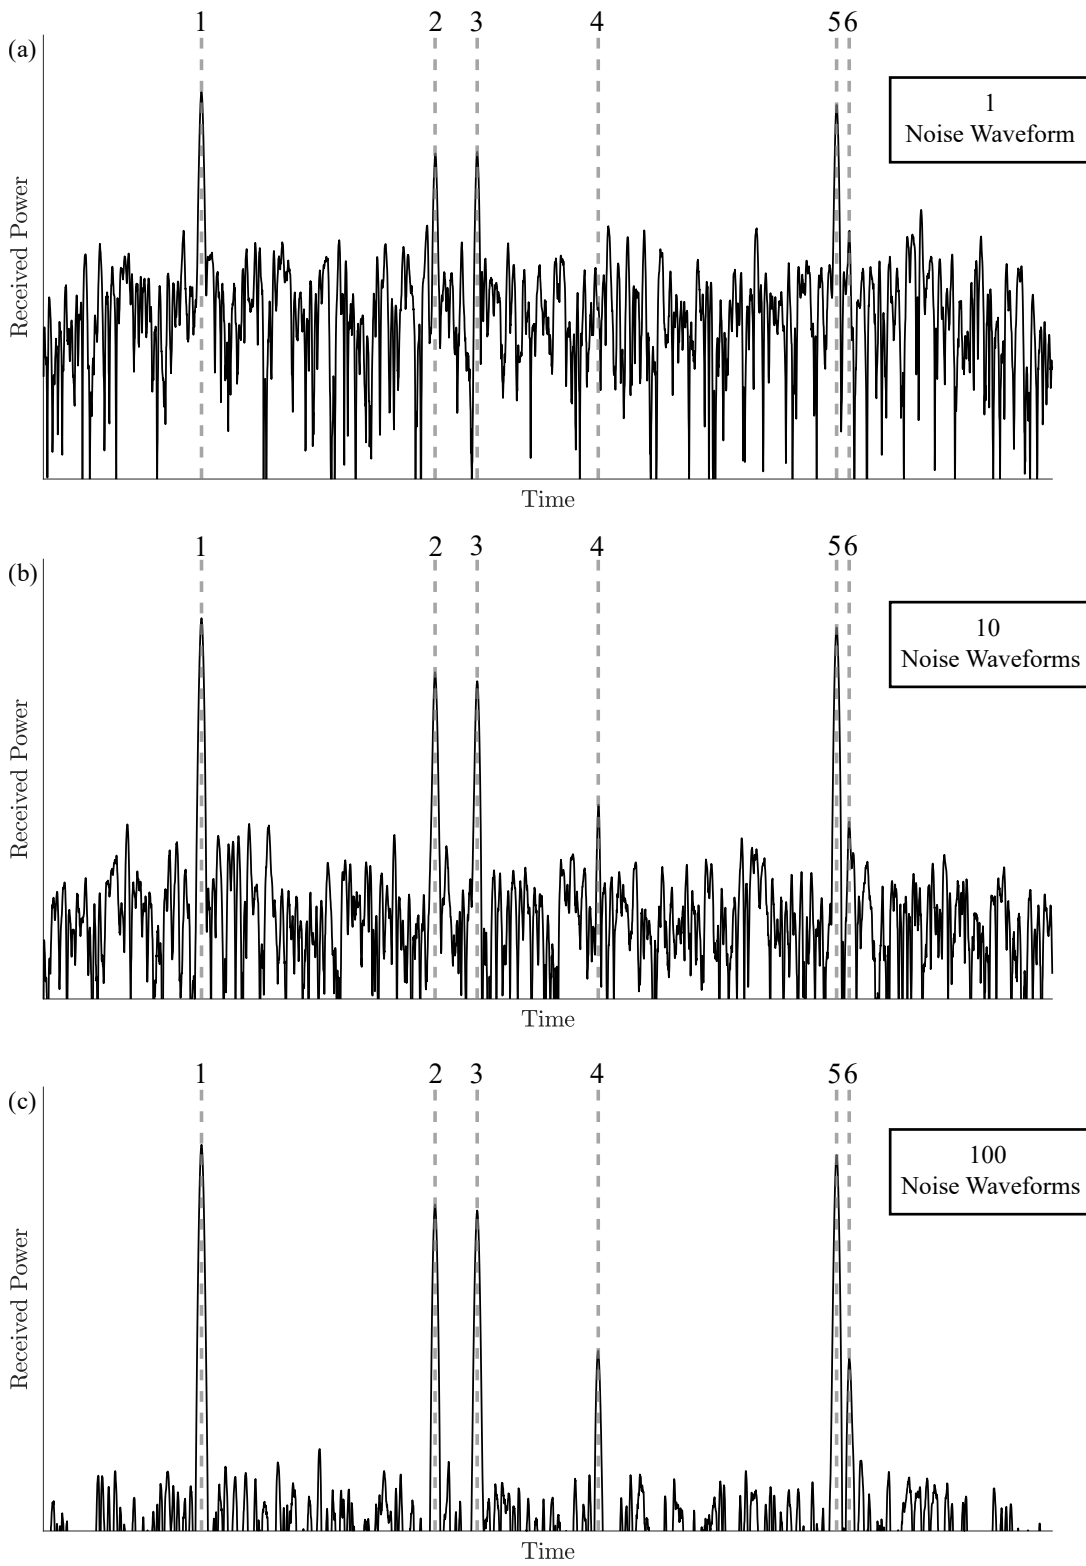 1 2 3 4 56
(a)
1
Noise Waveform
Received Power
Time
1 2 3 4 56
(b)
10
Noise Waveforms
Received Power
Time
1 2 3 4 56
(c)
100
Noise Waveforms
Received Power
Time